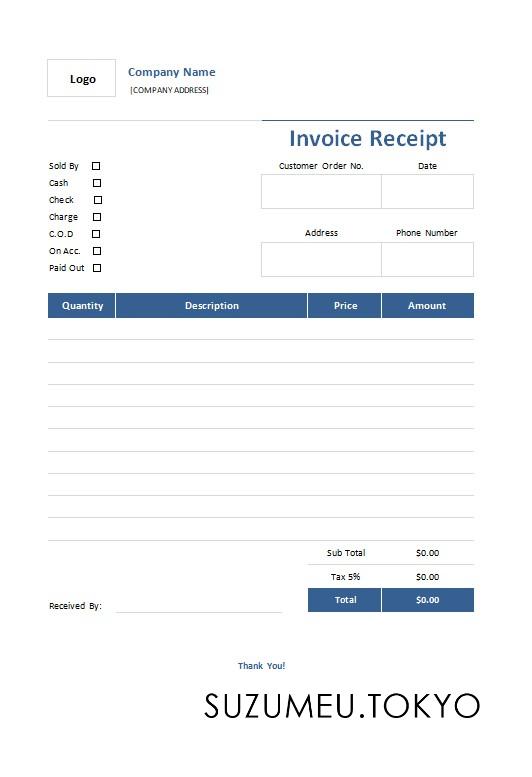 Logo
Company Name
[COMPANY ADDRESS]
Invoice Receipt
Sold By
Cash
Check
Charge
C.O.D
On Acc.
Paid Out
Customer Order No. Date
Address Phone Number
Quantity Description Price Amount
Sub Total $0.00
Tax 5% $0.00
Total $0.00
Received By:
Thank You!
SUZUMEU.TOKYO